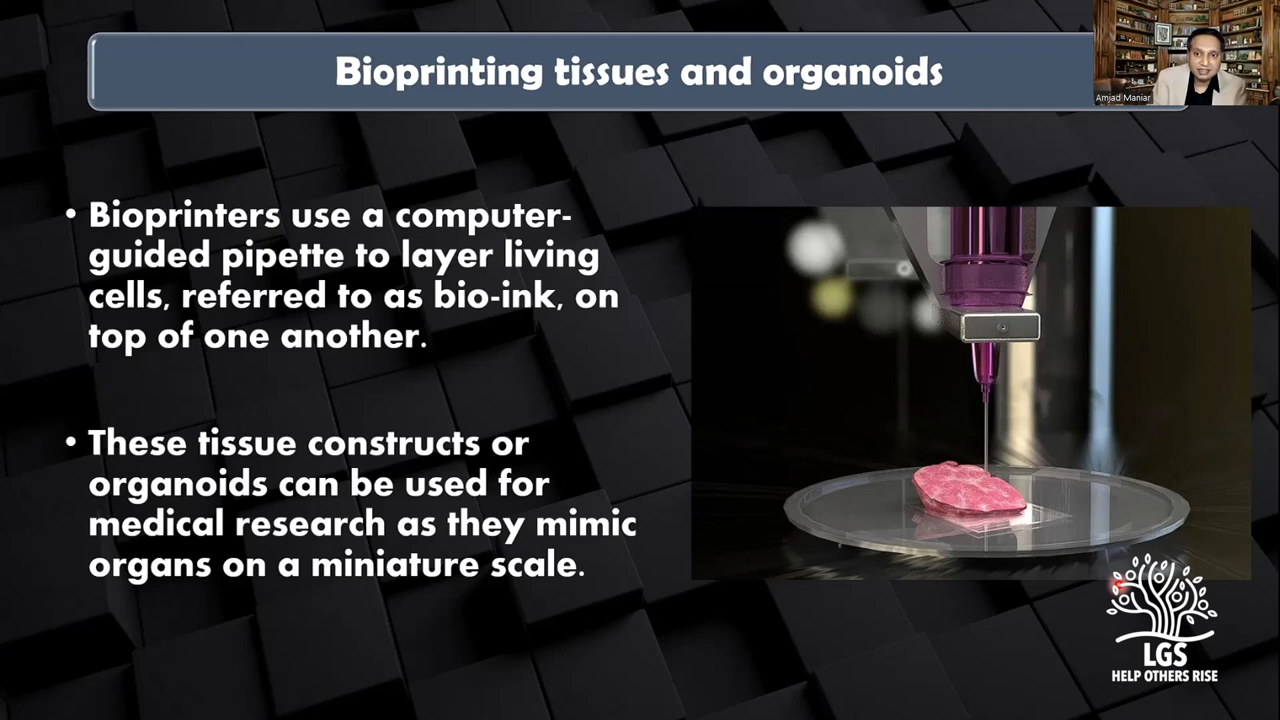 Bioprinting tissues and organoids
Amjad Maniar
• Bioprinters use a computer-
guided pipette to layer living
cells, referred to as bio-ink, on
top of one another.
• These tissue constructs or
organoids can be used for
medical research as they mimic
organs on a miniature scale.
LGS
HELP OTHERS RISE